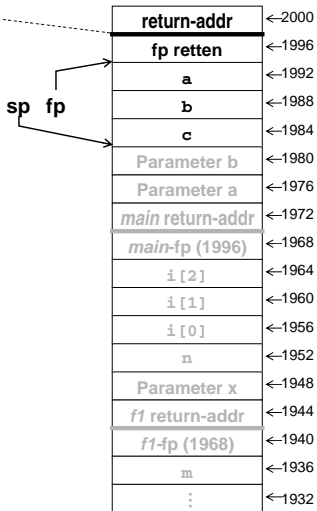 return-addr ←2000
fp retten ←1996
a ←1992
b ←1988
sp fp
c ←1984
Parameter b ←1980
Parameter a ←1976
main return-addr ←1972
main-fp (1996) ←1968
i[2] ←1964
i[1] ←1960
i[0] ←1956
n ←1952
Parameter x ←1948
f1 return-addr ←1944
f1-fp (1968) ←1940
m ←1936
⋮ ←1932